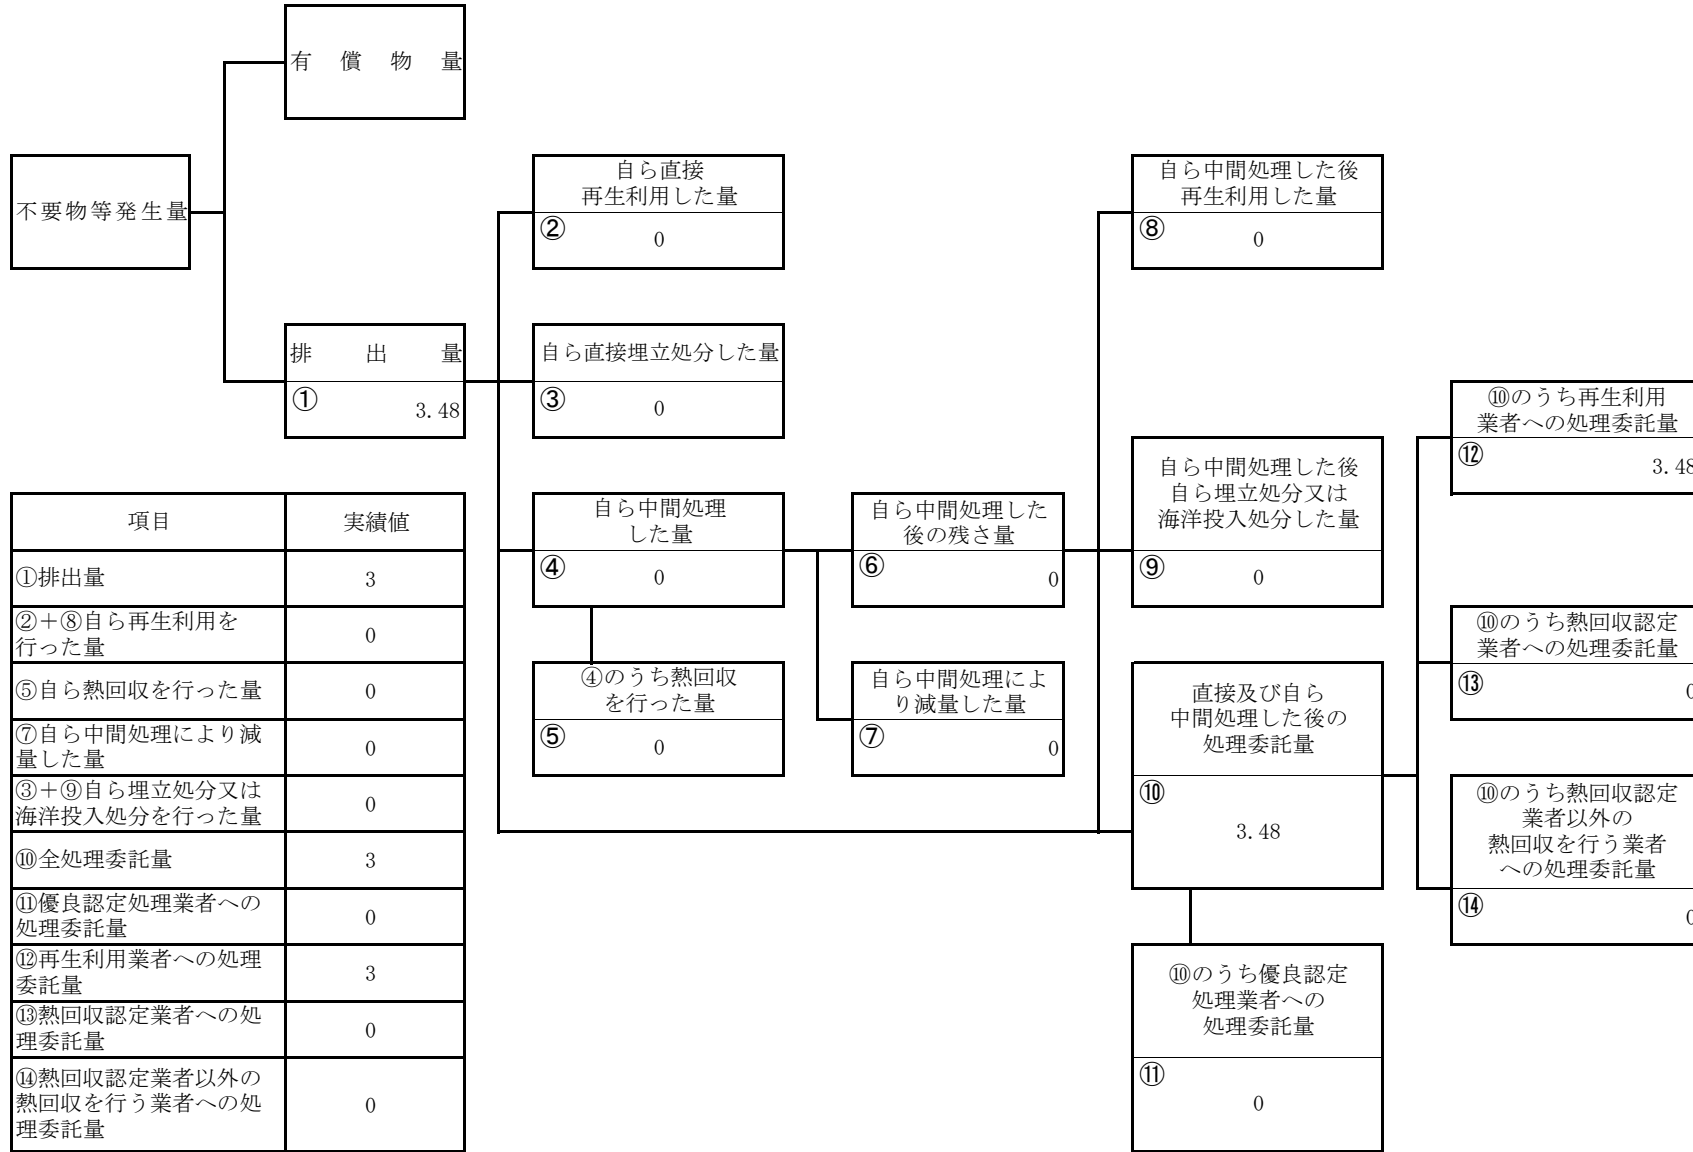 有償物量
不要物等発生量
自ら直接
再生利用した量
②
0
自ら中間処理した後
再生利用した量
⑧
0
排出量
①
3.48
自ら直接埋立処分した量
③
0
⑩のうち再生利用
業者への処理委託量
⑫
3.48
自ら中間処理した後
自ら埋立処分又は
海洋投入処分した量
⑨
0
自ら中間処理
した量
④
0
自ら中間処理した
後の残さ量
⑥
0
⑩のうち熱回収認定
業者への処理委託量
⑬
0
④のうち熱回収
を行った量
⑤
0
自ら中間処理によ
り減量した量
⑦
0
直接及び自ら
中間処理した後の
処理委託量
⑩
3.48
⑩のうち熱回収認定
業者以外の
熱回収を行う業者
への処理委託量
⑭
0
⑩のうち優良認定
処理業者への
処理委託量
⑪
0
項目 実績値
①排出量 3
②＋⑧自ら再生利用を
行った量 0
⑤自ら熱回収を行った量 0
⑦自ら中間処理により減
量した量 0
③＋⑨自ら埋立処分又は
海洋投入処分を行った量 0
⑩全処理委託量 3
⑪優良認定処理業者への
処理委託量 0
⑫再生利用業者への処理
委託量 3
⑬熱回収認定業者への処
理委託量 0
⑭熱回収認定業者以外の
熱回収を行う業者への処
理委託量 0